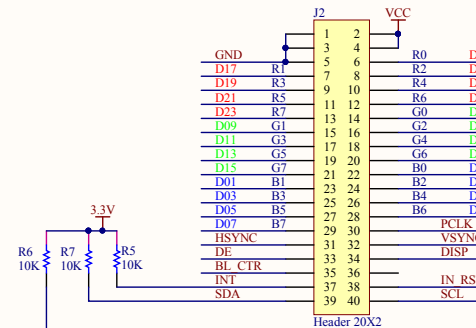 J2 VCC
1 2
3 4
GND 5 6 R0 D
D17 R1 7 8 R2 D
D19 R3 9 10 R4 D
D21 R5 11 12 R6 D
D23 R7 13 14 G0 D
D09 G1 15 16 G2 D
D11 G3 17 18 G4 D
D13 G5 19 20 G6 D
D15 G7 21 22 B0 D
D01 B1 23 24 B2 D
D03 B3 25 26 B4 D
D05 B5 27 28 B6 D
D07 B7 29 30 PCLK
HSYNC 31 32 VSYN
DE 33 34 DISP
BL_CTR 35 36
INT 37 38 IN_RS
SDA 39 40 SCL
Header 20X2
3.3V
R6 R7 R5
10K 10K 10K